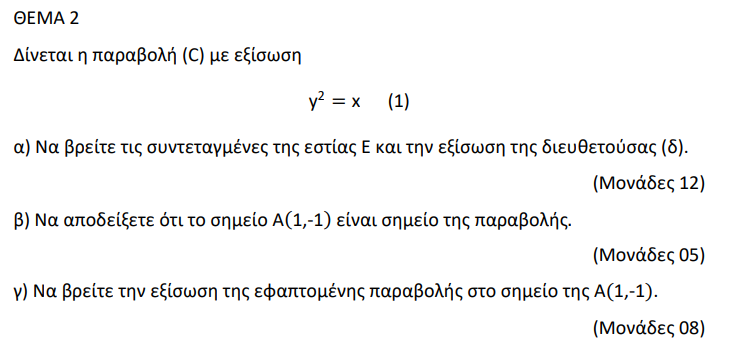 ΘΕΜΑ 2
Δίνεται η παραβολή (C) με εξίσωση
y² = x (1)
α) Να βρείτε τις συντεταγμένες της εστίας Ε και την εξίσωση της διευθετούσας (δ).
(Μονάδες 12)
β) Να αποδείξετε ότι το σημείο Α(1,-1) είναι σημείο της παραβολής.
(Μονάδες 05)
γ) Να βρείτε την εξίσωση της εφαπτομένης παραβολής στο σημείο της Α(1,-1).
(Μονάδες 08)